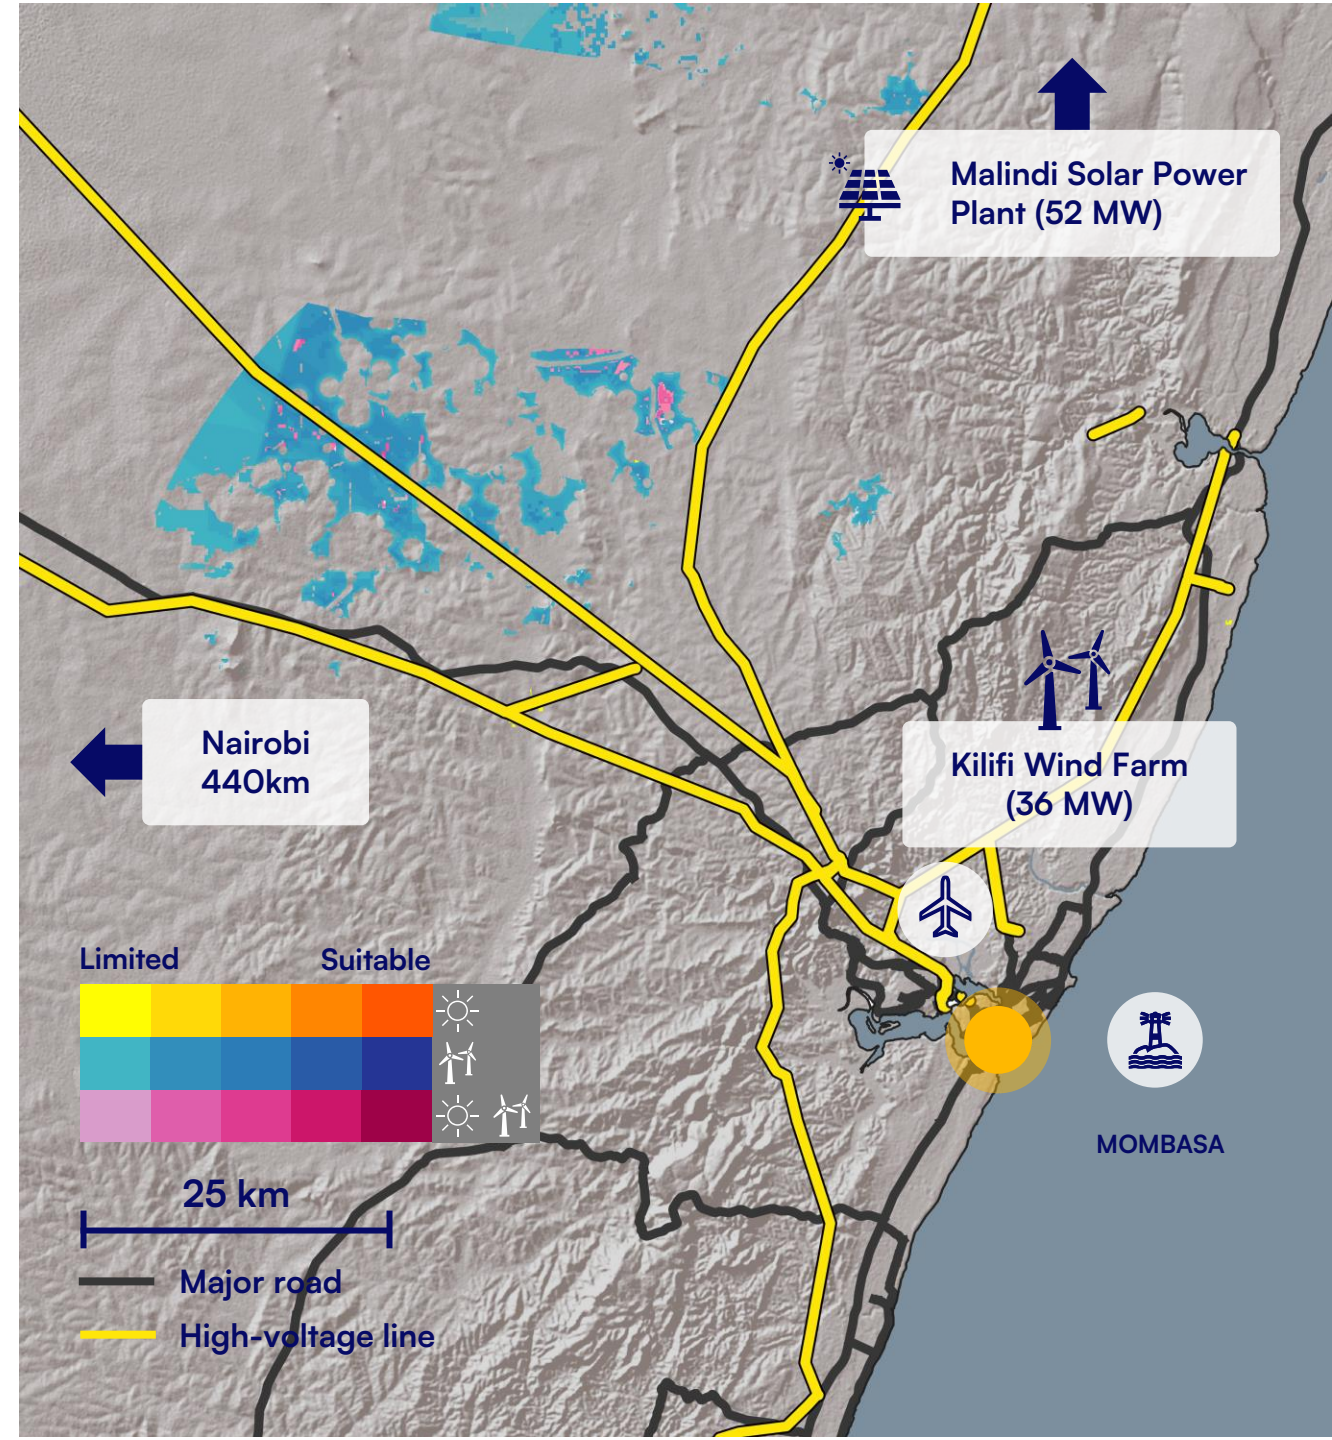 Malindi Solar Power
Plant (52 MW)
Nairobi
440km
Kilifi Wind Farm
(36 MW)
Limited
Suitable
MOMBASA
25 km
Major road
High-voltage line